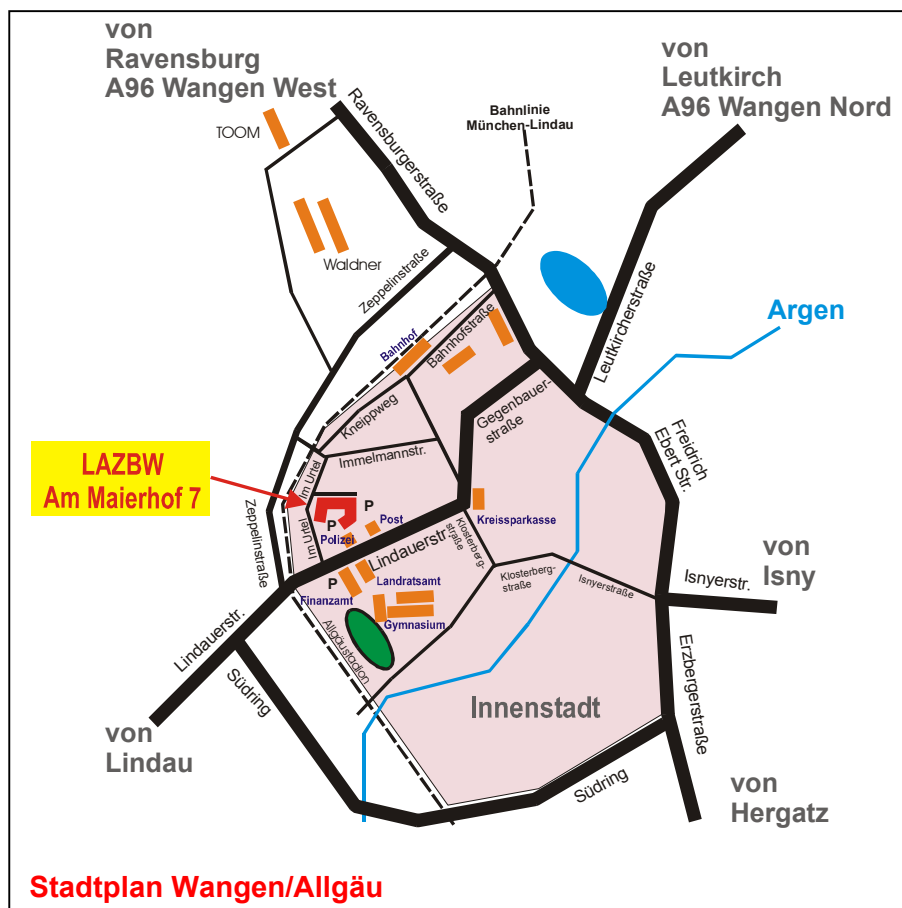 von
Ravensburg
A96 Wangen West
von
Leutkirch
A96 Wangen Nord
TOOM
Ravensburgerstraße
Bahnlinie
München-Lindau
Waldner
Zeppelinstraße
Leutkircherstraße
Argen
Bahnhof
Bahnhofstraße
Kneippweg
Gegenbauer-
straße
Immelmannstr.
Freidrich
Ebert Str.
LAZBW
Am Maierhof 7
Im Urtel
Im Urtel
Zeppelinstraße
P
P
Post
Polizei
Kreissparkasse
Lindauerstr.
Klosterberg-
straße
Klosterberg-
straße
Isnyerstraße
Isnyerstr.
von
Isny
P
Landratsamt
Finanzamt
Gymnasium
Allgäustadion
Lindauerstr.
Südring
Erzbergerstraße
Innenstadt
von
Lindau
Südring
von
Hergatz
Stadtplan Wangen/Allgäu